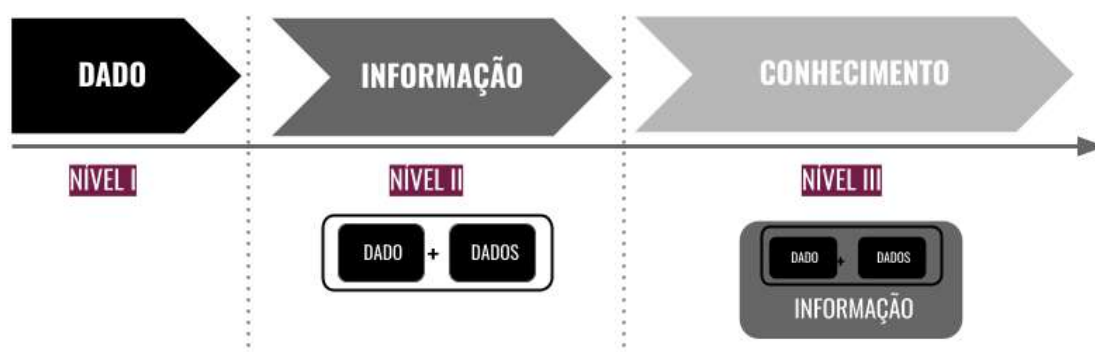 DADO
INFORMAÇÃO
CONHECIMENTO
NÍVEL I
NÍVEL II
NÍVEL III
DADO + DADOS
DADO + DADOS
INFORMAÇÃO